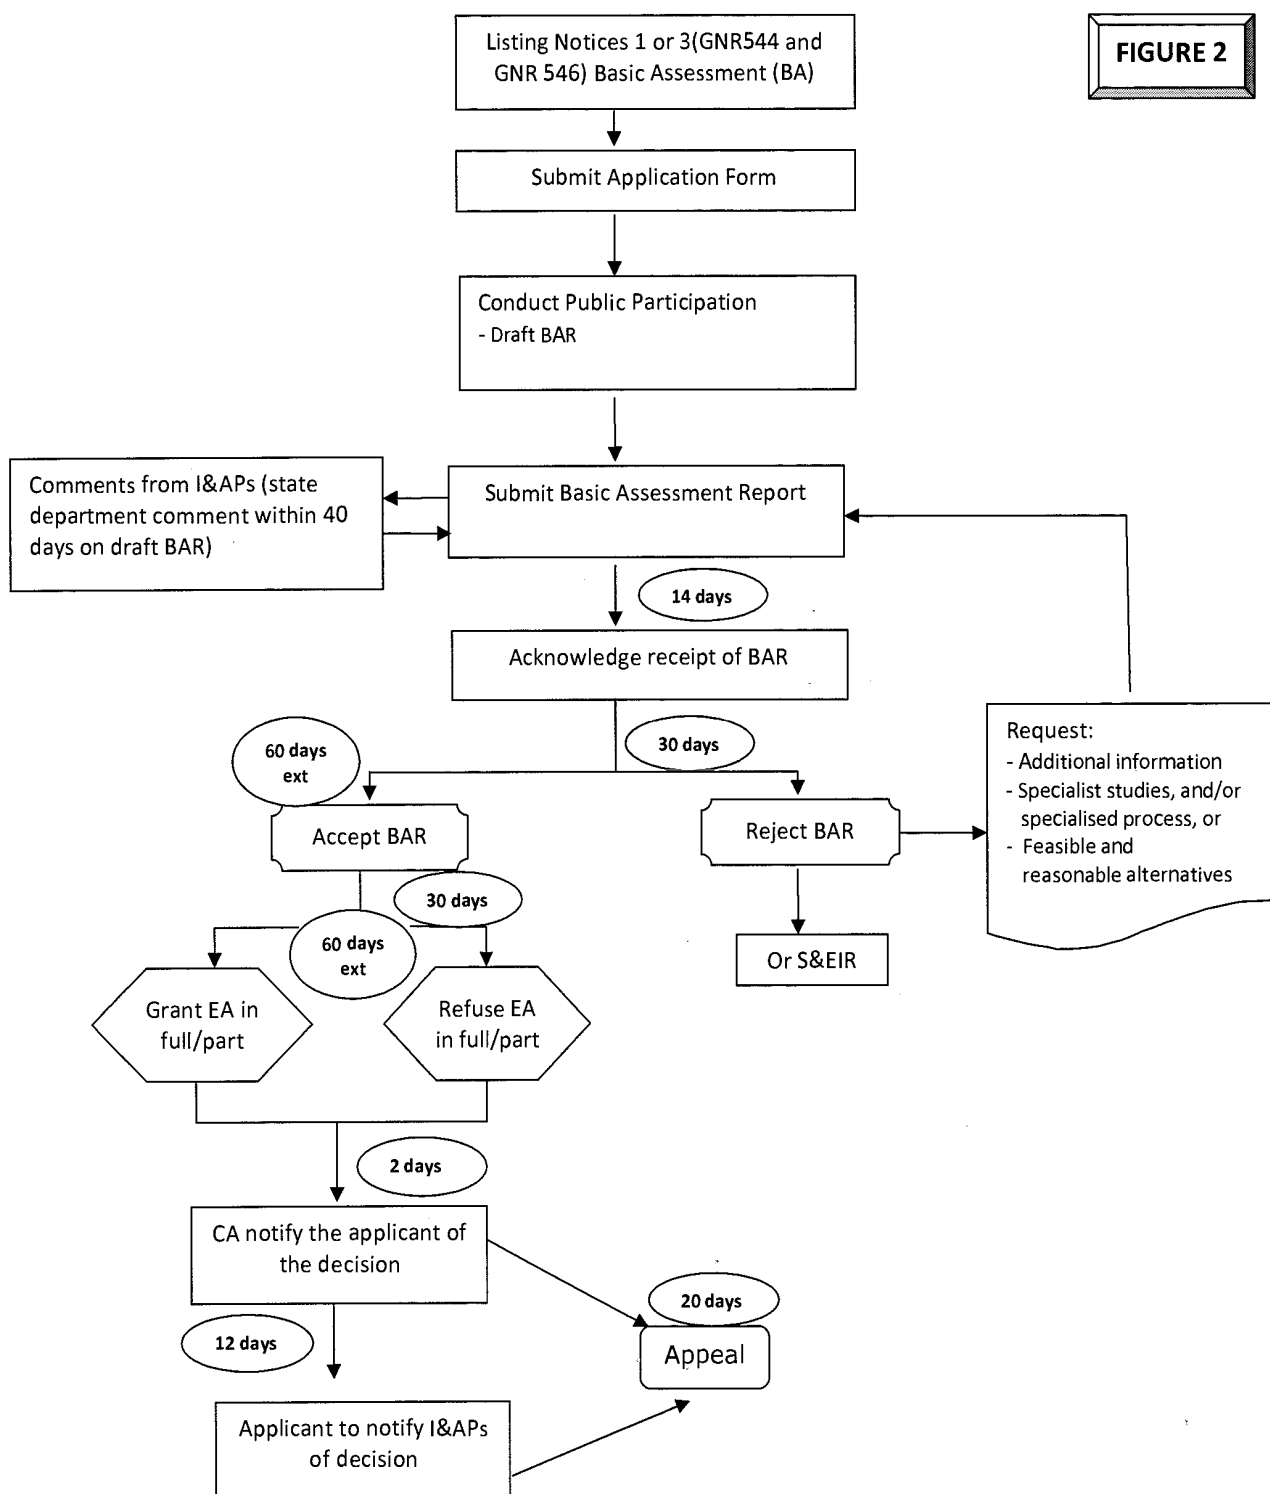 FIGURE 2
Listing Notices 1 or 3(GNR544 and
GNR 546) Basic Assessment (BA)
Submit Application Form
Conduct Public Participation
- Draft BAR
Comments from I&APs (state
department comment within 40
days on draft BAR)
Submit Basic Assessment Report
14 days
Acknowledge receipt of BAR
60 days
ext
30 days
Accept BAR
Reject BAR
Request:
- Additional information
- Specialist studies, and/or
specialised process, or
- Feasible and
reasonable alternatives
30 days
60 days
ext
Or S&EIR
Grant EA in
full/part
Refuse EA
in full/part
2 days
CA notify the applicant of
the decision
20 days
12 days
Appeal
Applicant to notify I&APs
of decision